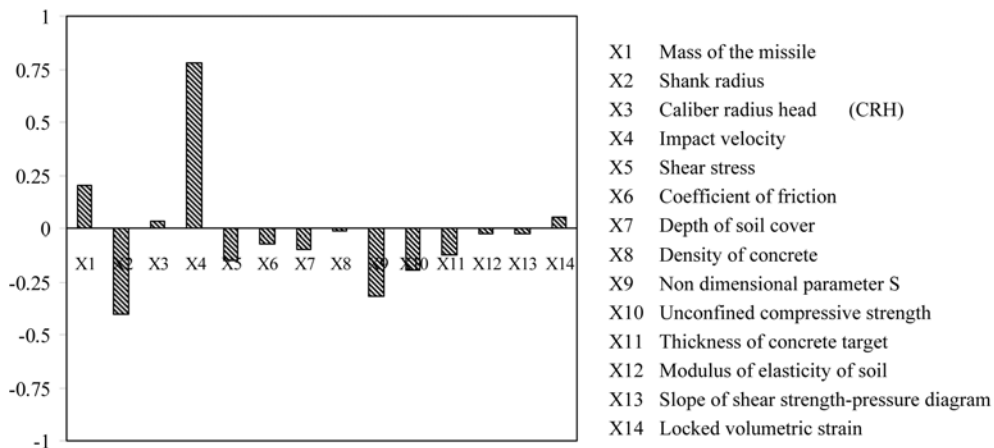 1
0.75
0.5
0.25
0
-0.25
-0.5
-0.75
-1
X1 X2 X3 X4 X5 X6 X7 X8 X9 X10 X11 X12 X13 X14
X1 Mass of the missile
X2 Shank radius
X3 Caliber radius head (CRH)
X4 Impact velocity
X5 Shear stress
X6 Coefficient of friction
X7 Depth of soil cover
X8 Density of concrete
X9 Non dimensional parameter S
X10 Unconfined compressive strength
X11 Thickness of concrete target
X12 Modulus of elasticity of soil
X13 Slope of shear strength-pressure diagram
X14 Locked volumetric strain